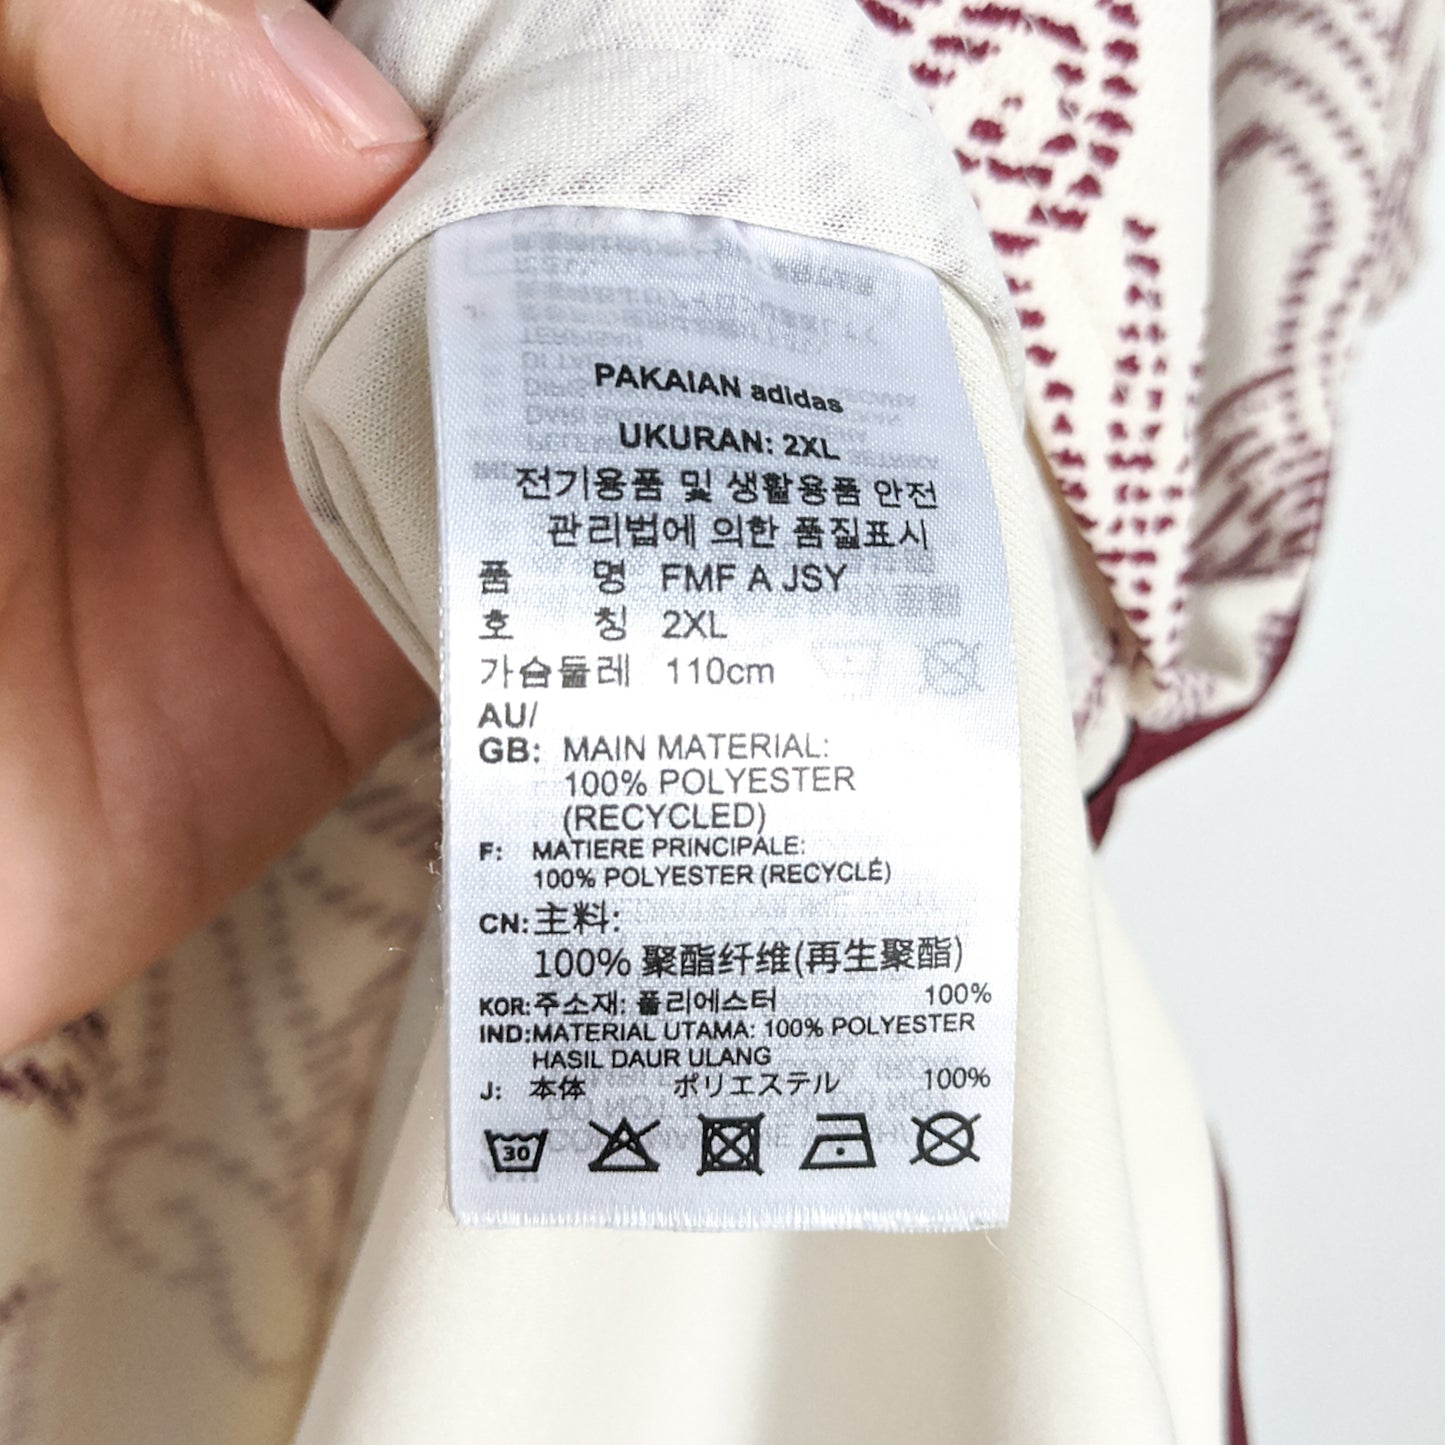 PAKAIAN adidas
UKURAN: 2XL
전기용품 및 생활용품 안전
관리법에 의한 품질표시
품 명 FMF A JSY
호 칭 2XL
가슴둘레 110cm
AU/
GB: MAIN MATERIAL:
100% POLYESTER
(RECYCLED)
F: MATIERE PRINCIPALE:
100% POLYESTER (RECYCLÉ)
CN: 主料:
100% 聚酯纤维(再生聚酯)
KOR: 주소재: 폴리에스터 100%
IND: MATERIAL UTAMA: 100% POLYESTER
HASIL DAUR ULANG
J: 本体 ポリエステル 100%
30